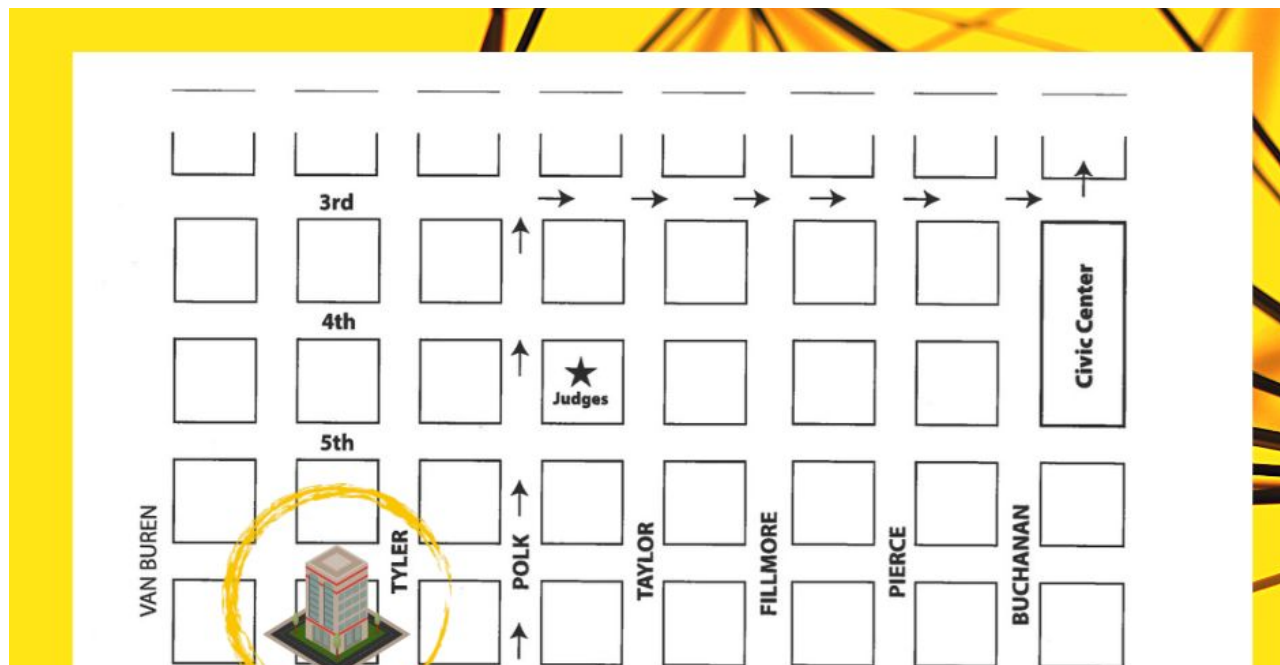 3rd
4th
Civic Center
Judges
5th
VAN BUREN
TYLER
POLK
TAYLOR
FILLMORE
PIERCE
BUCHANAN